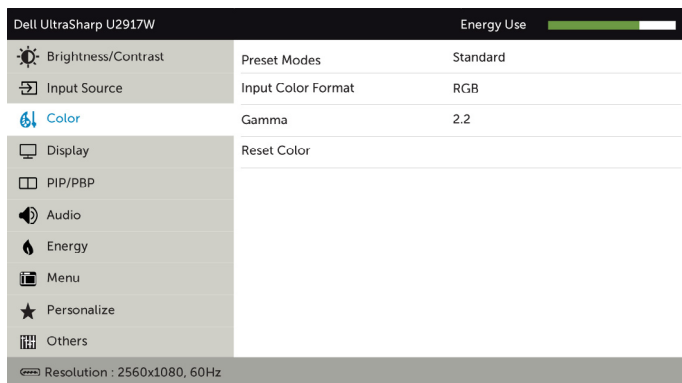 Dell UltraSharp U2917W Energy Use
Brightness/Contrast
Input Source
Color
Display
PIP/PBP
Audio
Energy
Menu
Personalize
Others
Preset Modes Standard
Input Color Format RGB
Gamma 2.2
Reset Color
Resolution : 2560x1080, 60Hz